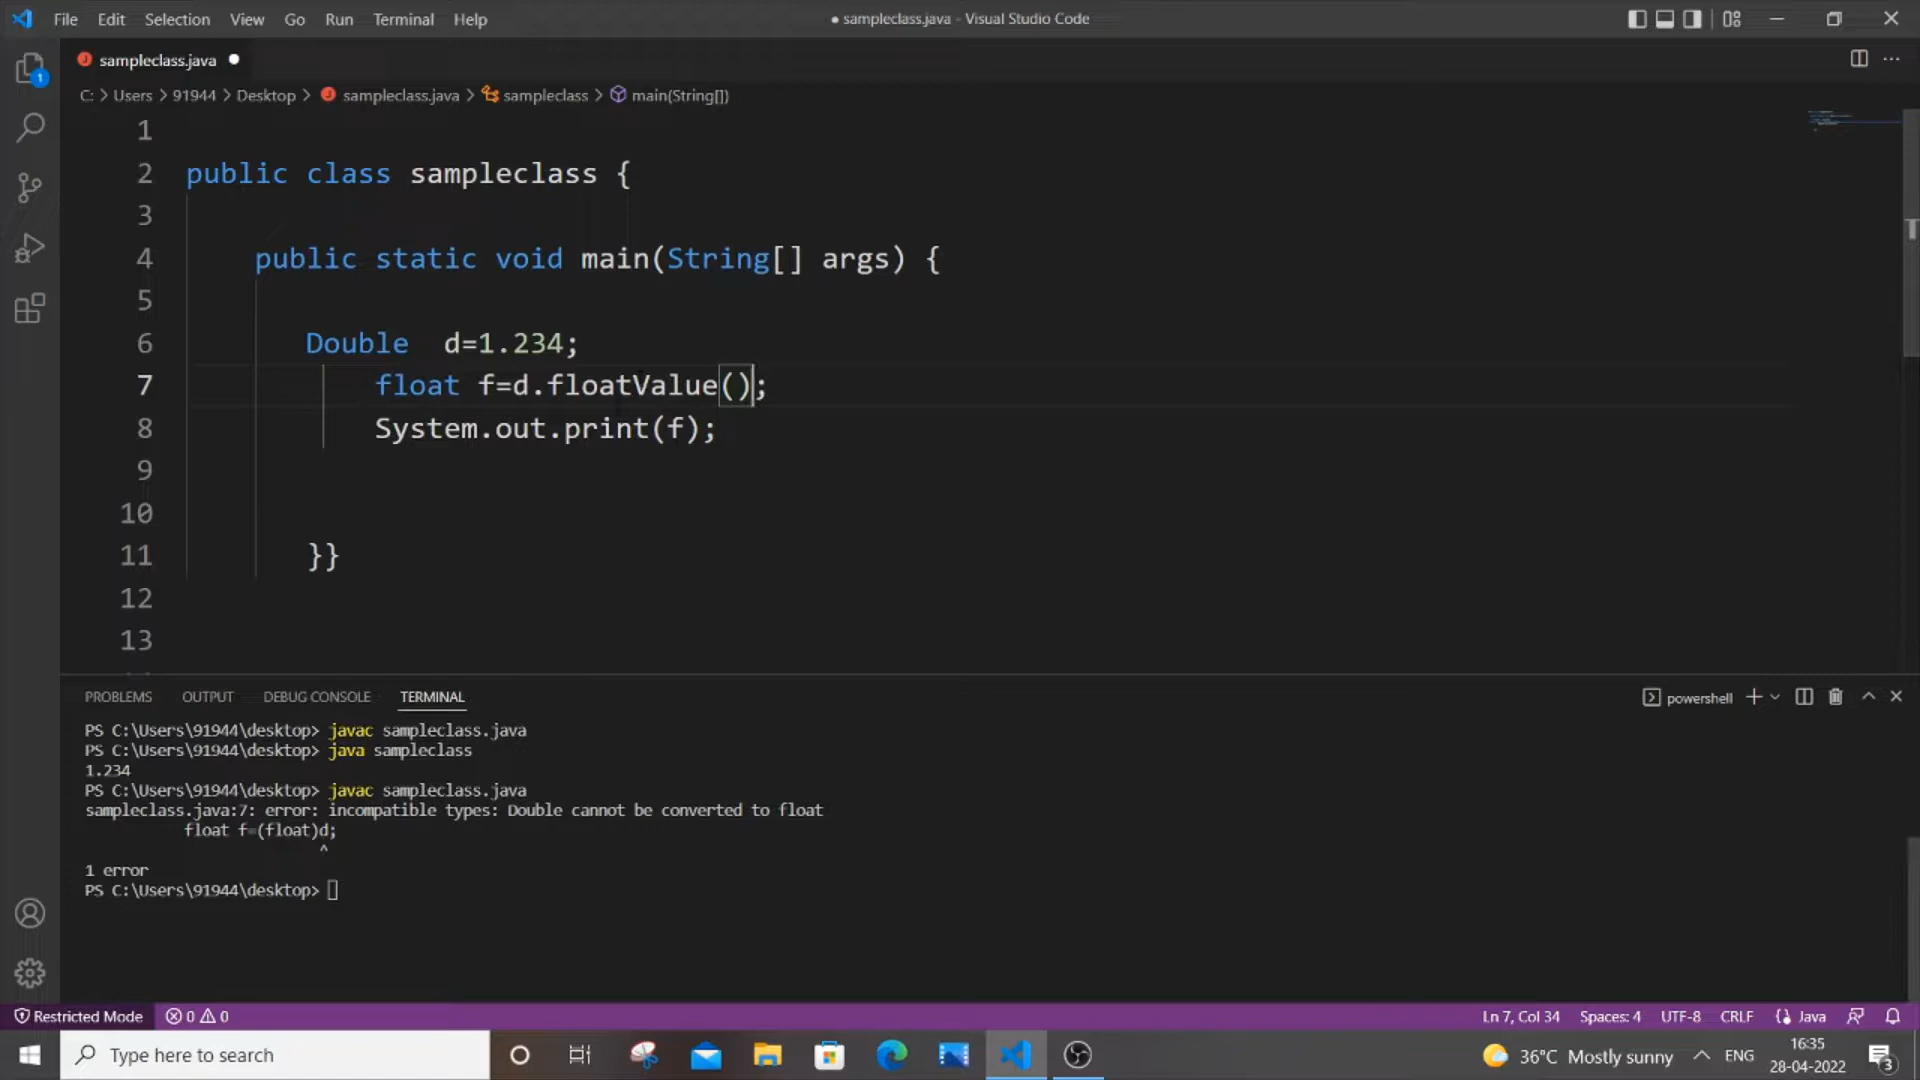 File Edit Selection View Go Run Terminal Help
● sampleclass.java - Visual Studio Code
sampleclass.java ●
C: > Users > 91944 > Desktop > sampleclass.java > sampleclass > main(String[])
1
2 public class sampleclass {
3
4 public static void main(String[] args) {
5
6 Double  d=1.234;
7 float f=d.floatValue();
8 System.out.print(f);
9
10
11 }}
12
13
PROBLEMS OUTPUT DEBUG CONSOLE TERMINAL
powershell
PS C:\Users\91944\desktop> javac sampleclass.java
PS C:\Users\91944\desktop> java sampleclass
1.234
PS C:\Users\91944\desktop> javac sampleclass.java
sampleclass.java:7: error: incompatible types: Double cannot be converted to float
float f=(float)d;
^
1 error
PS C:\Users\91944\desktop>
Restricted Mode 0 0 Ln 7, Col 34 Spaces: 4 UTF-8 CRLF Java
Type here to search
36°C Mostly sunny ENG
16:35
28-04-2022
3
1